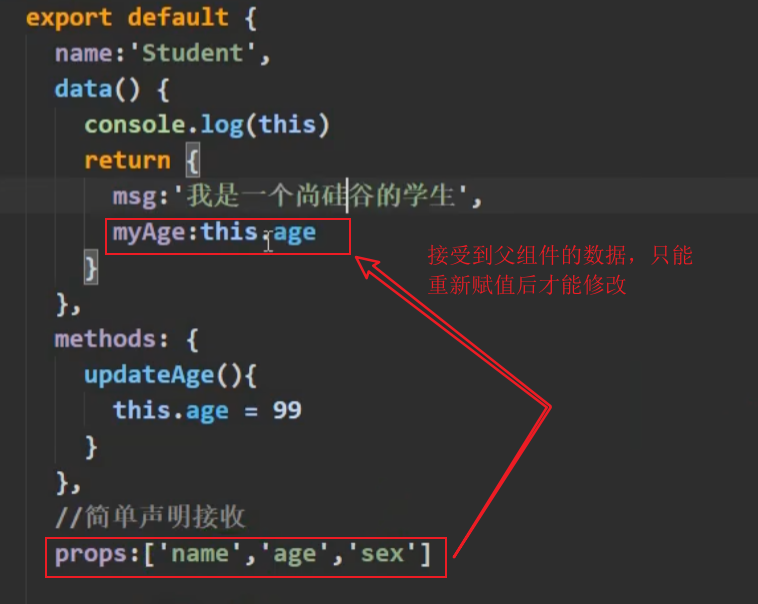 export default {
name:'Student',
data() {
console.log(this)
return {
msg:'我是一个尚硅谷的学生',
myAge:this.age
}
},
methods: {
updateAge(){
this.age = 99
}
},
//简单声明接收
props:['name','age','sex']
接受到父组件的数据，只能
重新赋值后才能修改